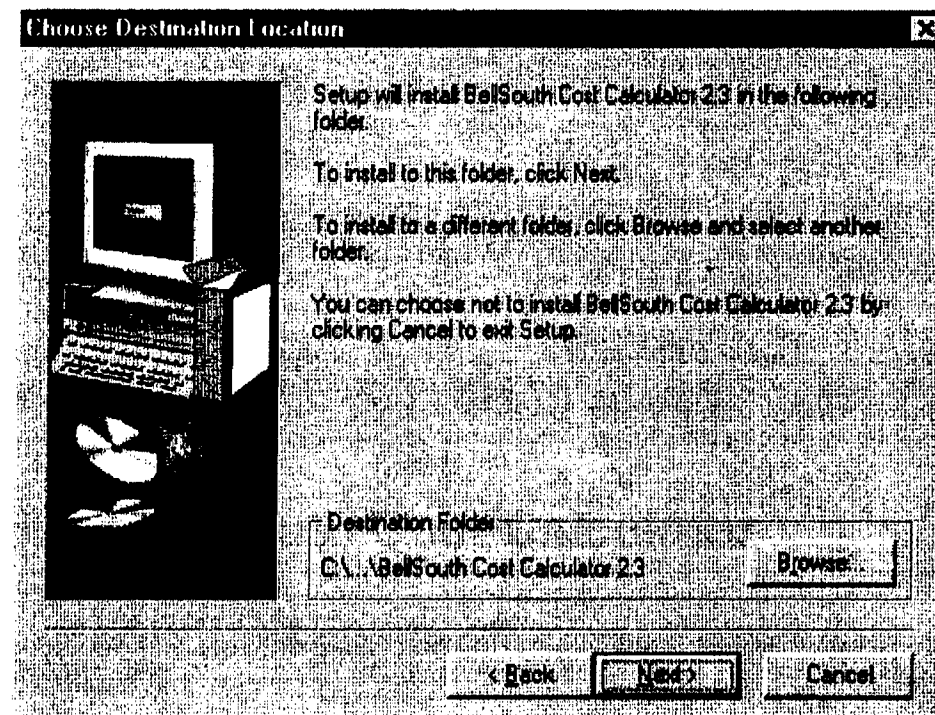 Choose Destination Location
Setup will install BellSouth Cost Calculator 2.3 in the following
folder.
To install to this folder, click Next.
To install to a different folder, click Browse and select another
folder.
You can choose not to install BellSouth Cost Calculator 2.3 by
clicking Cancel to exit Setup.
Destination Folder
C:\...\BellSouth Cost Calculator 2.3
Browse...
< Back
Next >
Cancel